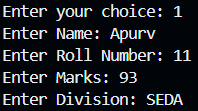 Enter your choice: 1
Enter Name: Apurv
Enter Roll Number: 11
Enter Marks: 93
Enter Division: SEDA